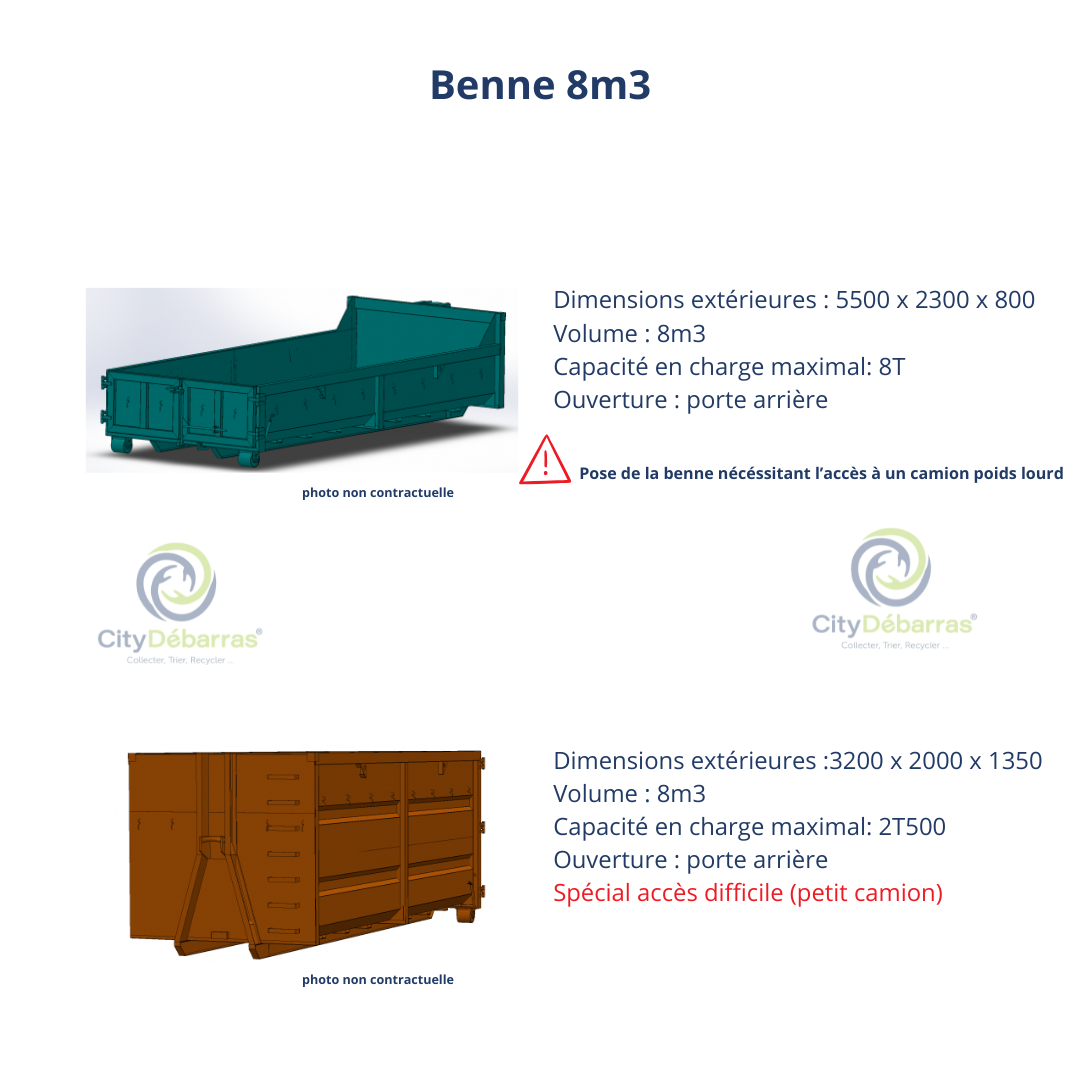 Benne 8m3
Dimensions extérieures : 5500 x 2300 x 800
Volume : 8m3
Capacité en charge maximal: 8T
Ouverture : porte arrière
! Pose de la benne nécéssitant l’accès à un camion poids lourd
photo non contractuelle
CityDébarras®
Collecter, Trier, Recycler ...
CityDébarras®
Collecter, Trier, Recycler ...
Dimensions extérieures :3200 x 2000 x 1350
Volume : 8m3
Capacité en charge maximal: 2T500
Ouverture : porte arrière
Spécial accès difficile (petit camion)
photo non contractuelle